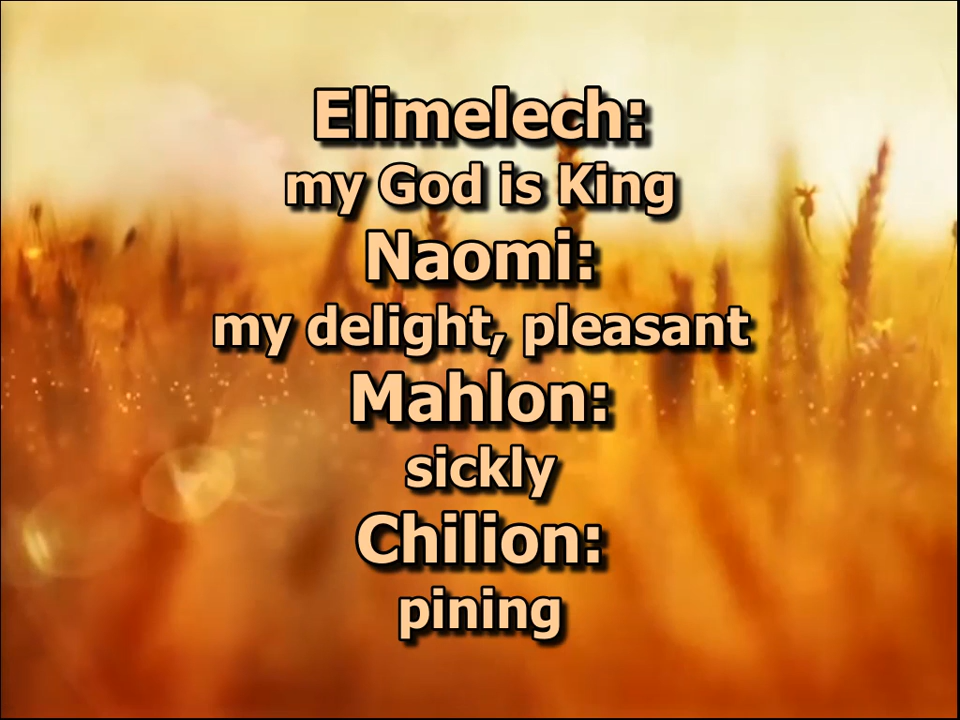 Elimelech:
my God is King
Naomi:
my delight, pleasant
Mahlon:
sickly
Chilion:
pining